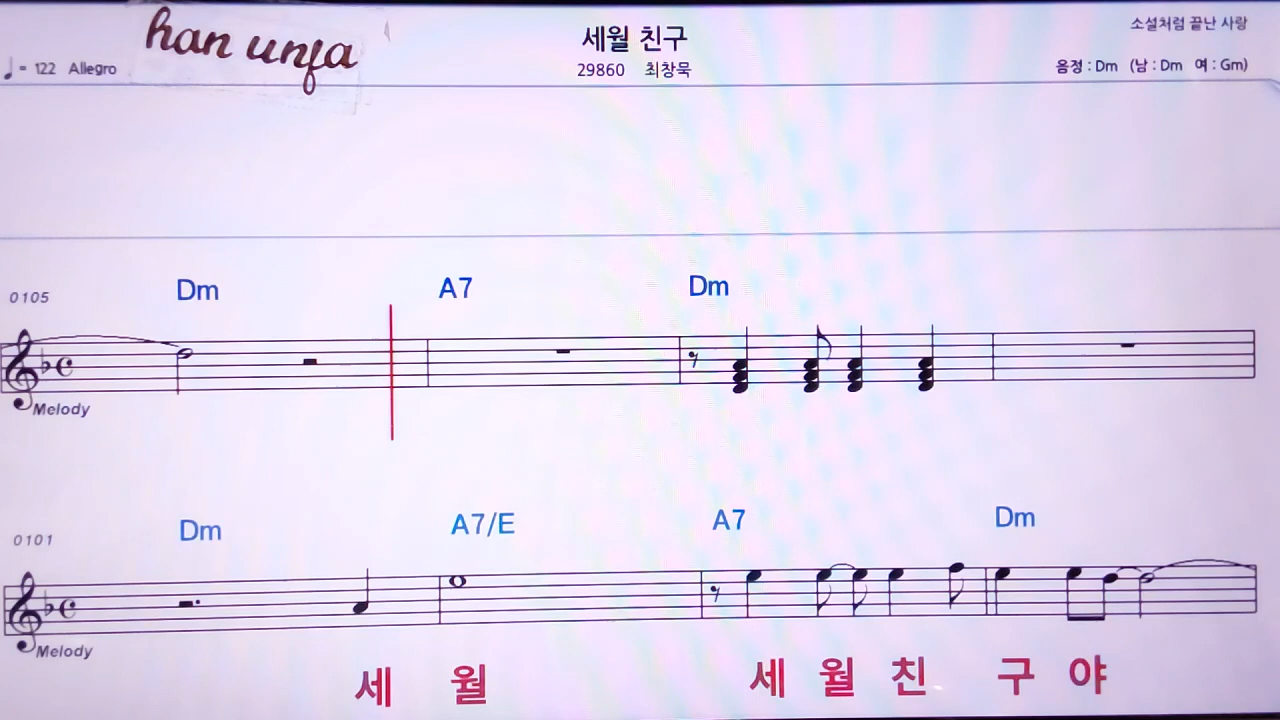 han unfa
세월 친구
소설처럼 끝난 사랑
♩= 122 Allegro
29860 최창묵
음정 : Dm (남 : Dm 여 : Gm)
Dm A7 Dm
0105
Melody
Dm A7/E A7 Dm
0101
Melody
세 월 세 월 친 구 야